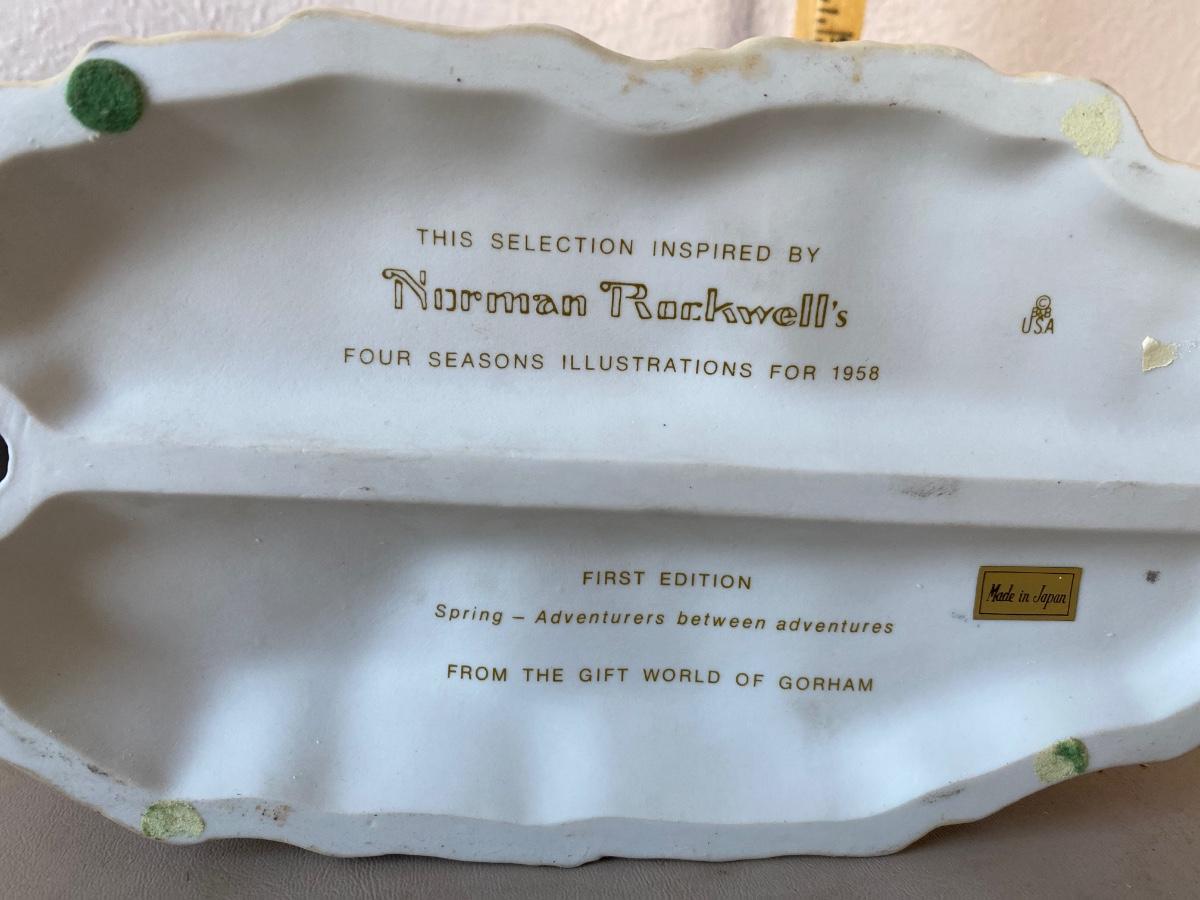 THIS SELECTION INSPIRED BY
Norman Rockwell's
FOUR SEASONS ILLUSTRATIONS FOR 1958
©
B&B
USA
FIRST EDITION
Spring – Adventurers between adventures
FROM THE GIFT WORLD OF GORHAM
Made in Japan